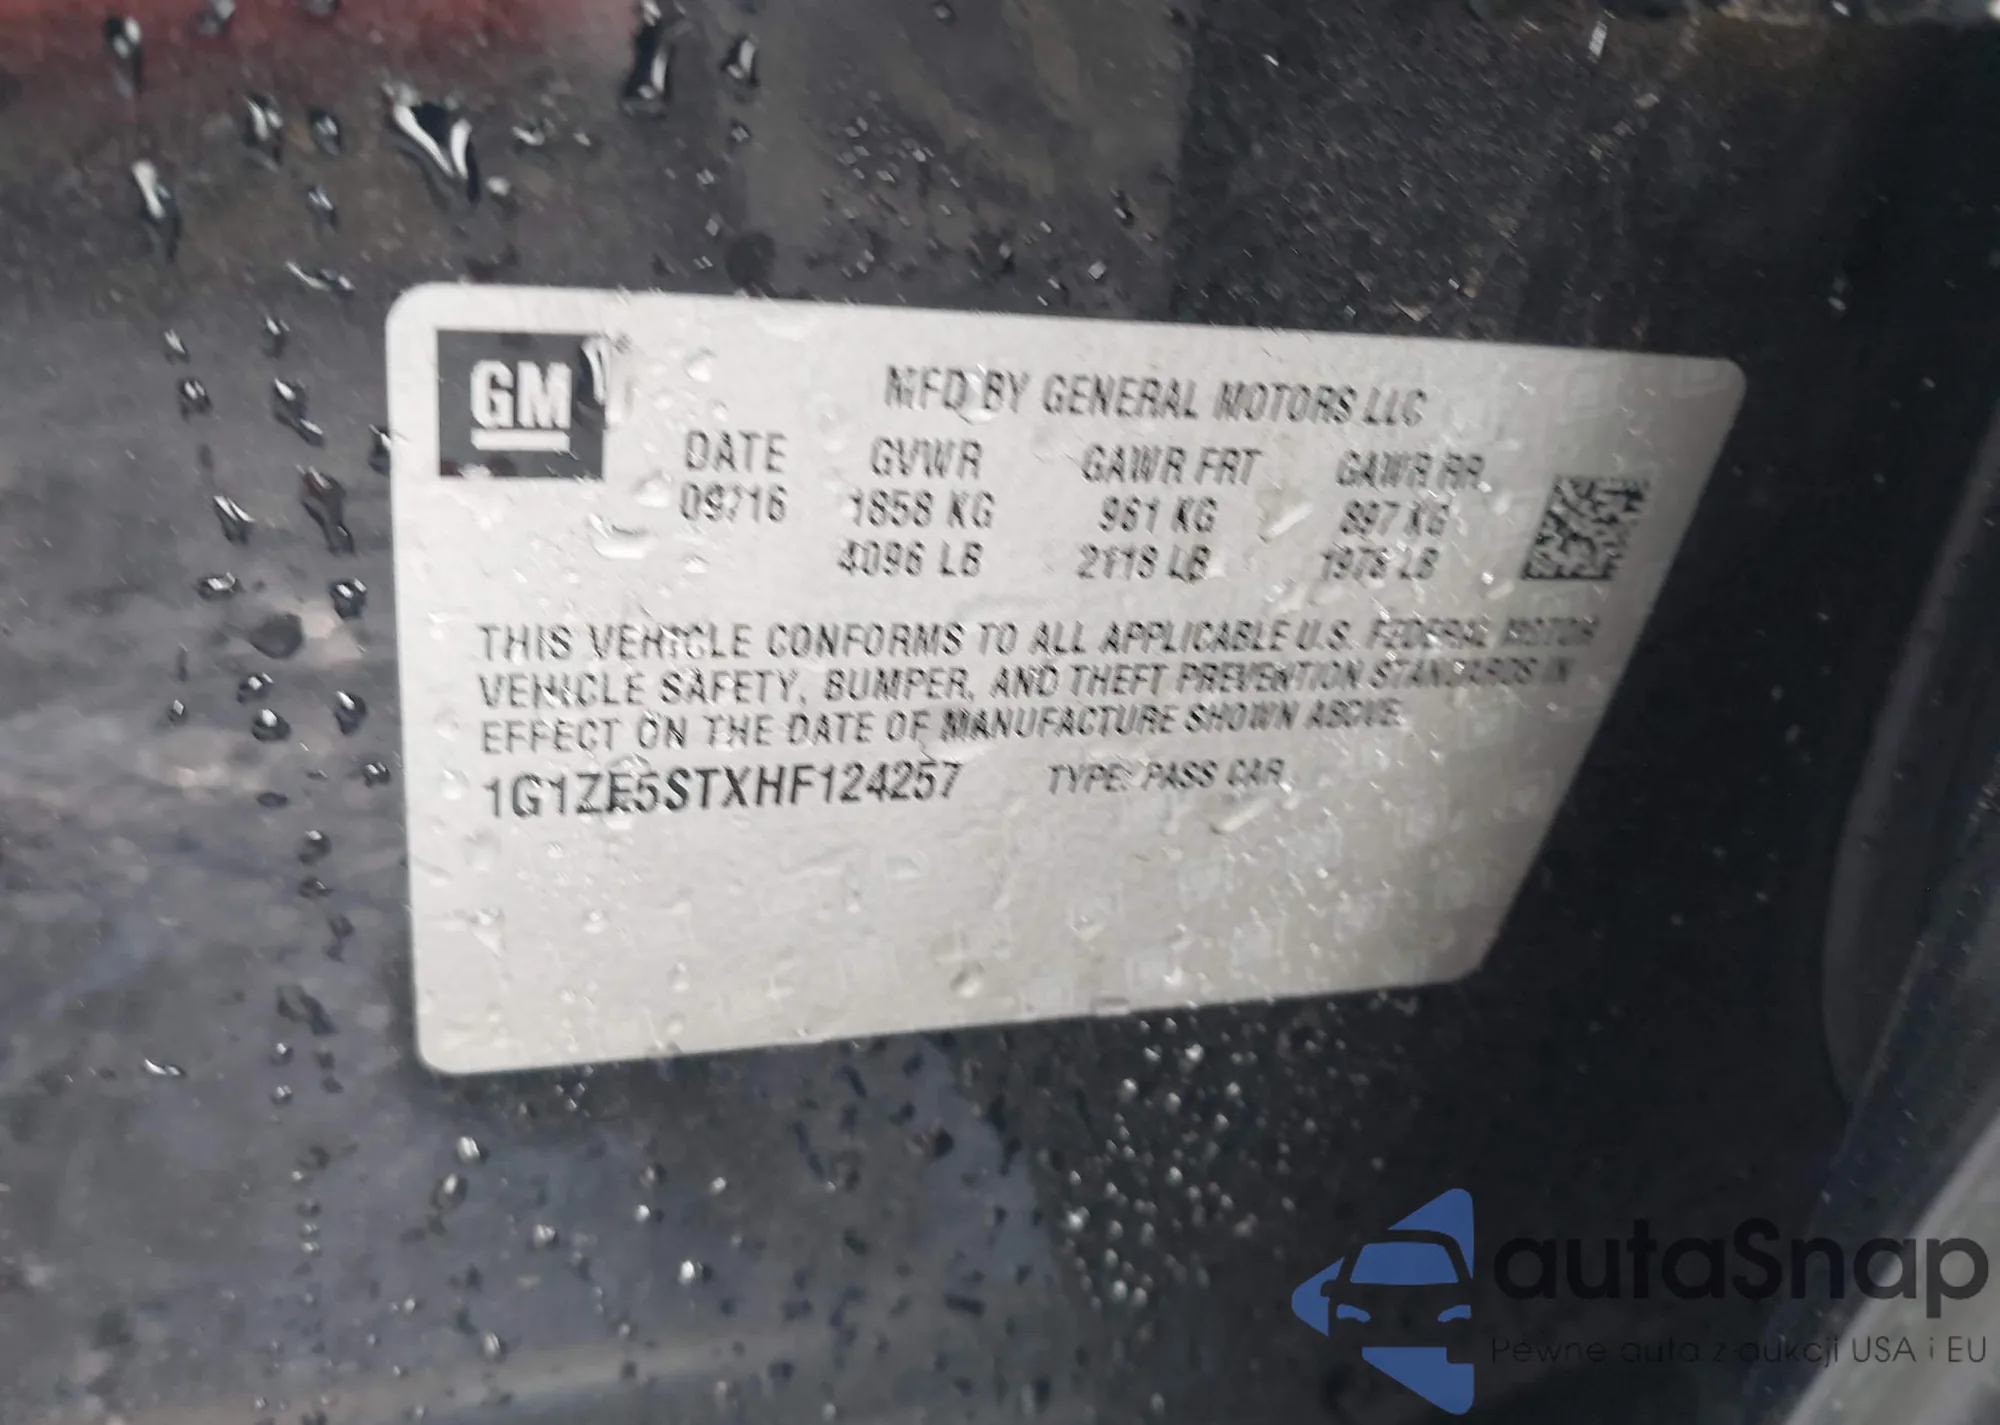 GM
MFD BY GENERAL MOTORS LLC
DATE GVWR GAWR FRT GAWR RR
09/16 1858 KG 961 KG 897 KG
4096 LB 2118 LB 1978 LB
THIS VEHICLE CONFORMS TO ALL APPLICABLE U.S. FEDERAL MOTOR
VEHICLE SAFETY, BUMPER, AND THEFT PREVENTION STANDARDS IN
EFFECT ON THE DATE OF MANUFACTURE SHOWN ABOVE.
1G1ZE5STXHF124257 TYPE: PASS CAR
autaSnap
Pewne auta z aukcji USA i EU